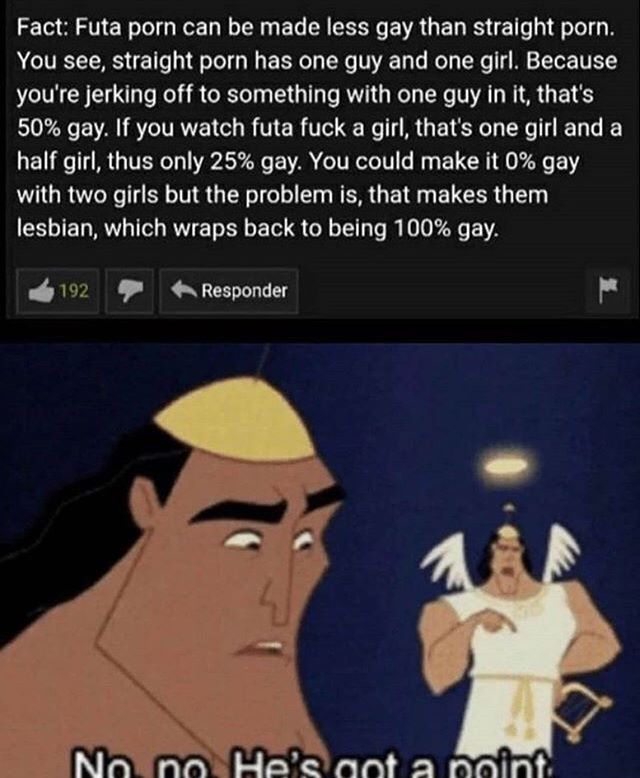 Fact: Futa porn can be made less gay than straight porn.
You see, straight porn has one guy and one girl. Because
you're jerking off to something with one guy in it, that's
50% gay. If you watch futa fuck a girl, that's one girl and a
half girl, thus only 25% gay. You could make it 0% gay
with two girls but the problem is, that makes them
lesbian, which wraps back to being 100% gay.
192 Responder
No, no. He's got a point.